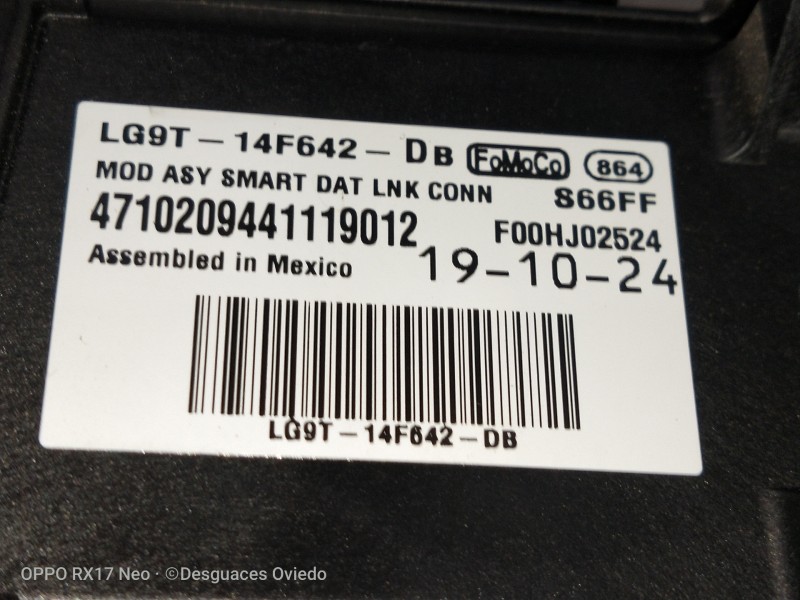 LG9T - 14F642 - DB FoMoCo 864
MOD ASY SMART DAT LNK CONN S66FF
4710209441119012 F00HJ02524
Assembled in Mexico 19-10-24
LG9T - 14F642 - DB
OPPO RX17 Neo · ©Desguaces Oviedo